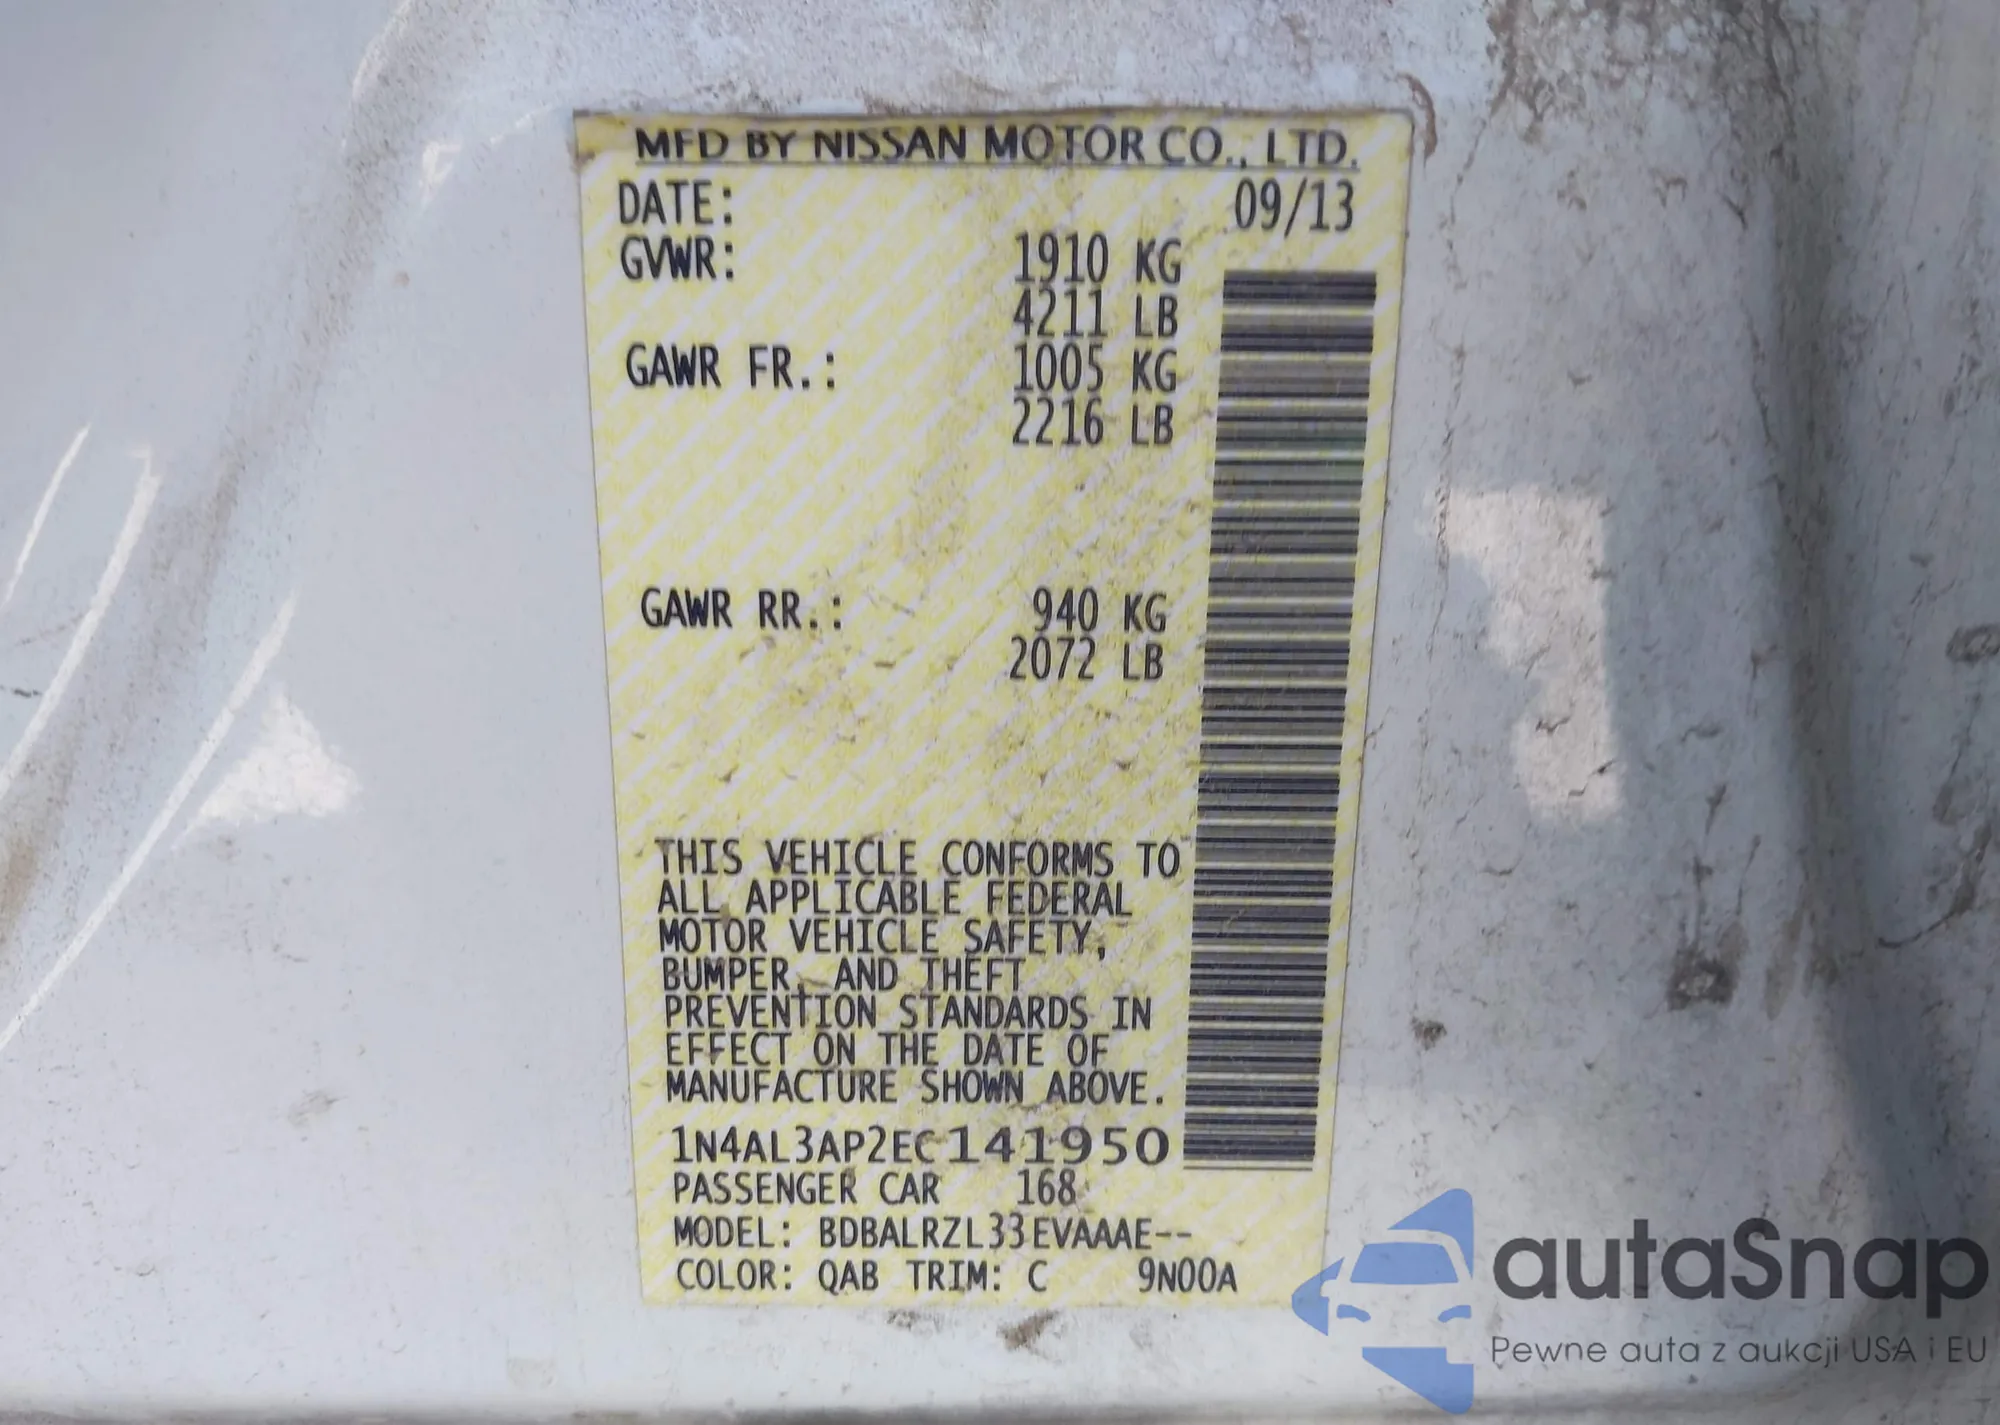 MFD BY NISSAN MOTOR CO., LTD.
DATE: 09/13
GVWR: 1910 KG
4211 LB
GAWR FR.: 1005 KG
2216 LB
GAWR RR.: 940 KG
2072 LB
THIS VEHICLE CONFORMS TO
ALL APPLICABLE FEDERAL
MOTOR VEHICLE SAFETY,
BUMPER, AND THEFT
PREVENTION STANDARDS IN
EFFECT ON THE DATE OF
MANUFACTURE SHOWN ABOVE.
1N4AL3AP2EC141950
PASSENGER CAR 168
MODEL: BDBALRZL33EVAAAE--
COLOR: QAB TRIM: C 9N00A
autaSnap
Pewne auta z aukcji USA i EU